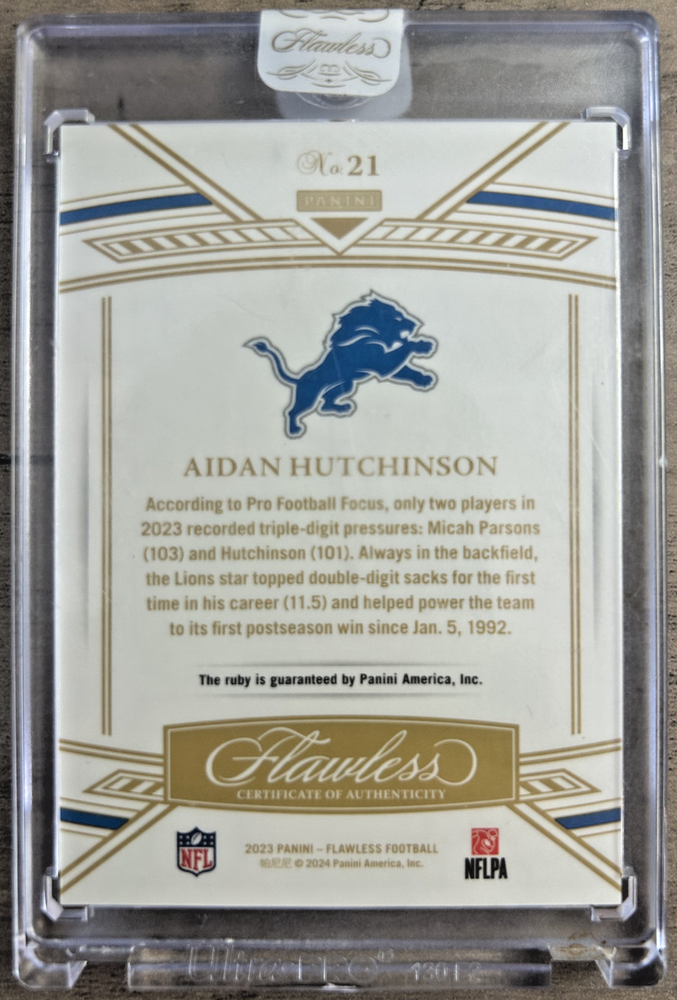 Flawless
No. 21
PANINI
AIDAN HUTCHINSON
According to Pro Football Focus, only two players in
2023 recorded triple-digit pressures: Micah Parsons
(103) and Hutchinson (101). Always in the backfield,
the Lions star topped double-digit sacks for the first
time in his career (11.5) and helped power the team
to its first postseason win since Jan. 5, 1992.
The ruby is guaranteed by Panini America, Inc.
Flawless
CERTIFICATE OF AUTHENTICITY
NFL
2023 PANINI – FLAWLESS FOOTBALL
帕尼尼 © 2024 Panini America, Inc.
NFLPA
Ultra PRO